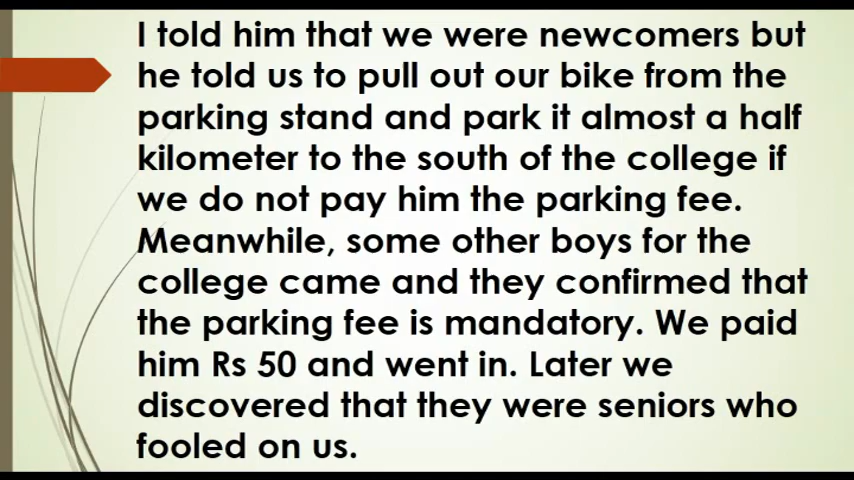 I told him that we were newcomers but
he told us to pull out our bike from the
parking stand and park it almost a half
kilometer to the south of the college if
we do not pay him the parking fee.
Meanwhile, some other boys for the
college came and they confirmed that
the parking fee is mandatory. We paid
him Rs 50 and went in. Later we
discovered that they were seniors who
fooled on us.